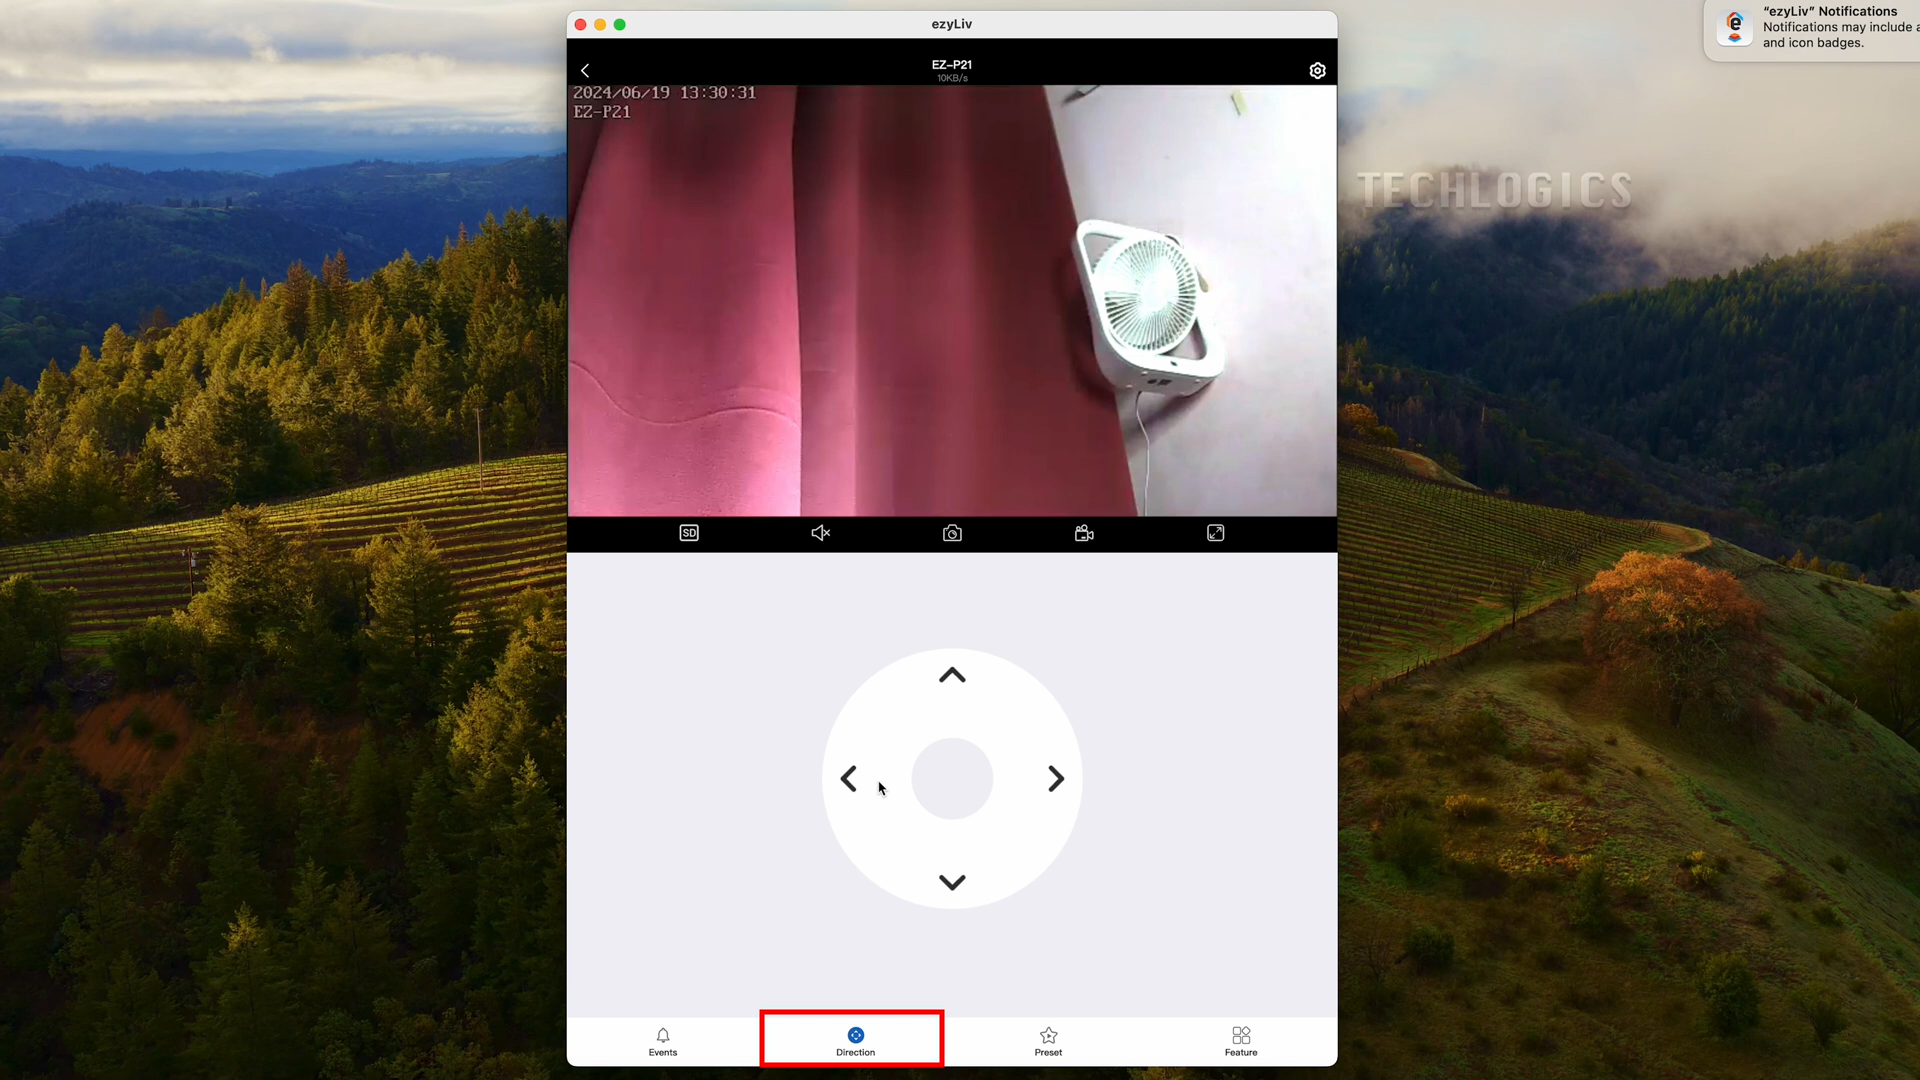 ezyLiv
“ezyLiv” Notifications
Notifications may include a
and icon badges.
EZ-P21
10KB/s
2024/06/19 13:30:31
EZ-P21
TECHLOGICS
SD
Events
Direction
Preset
Feature